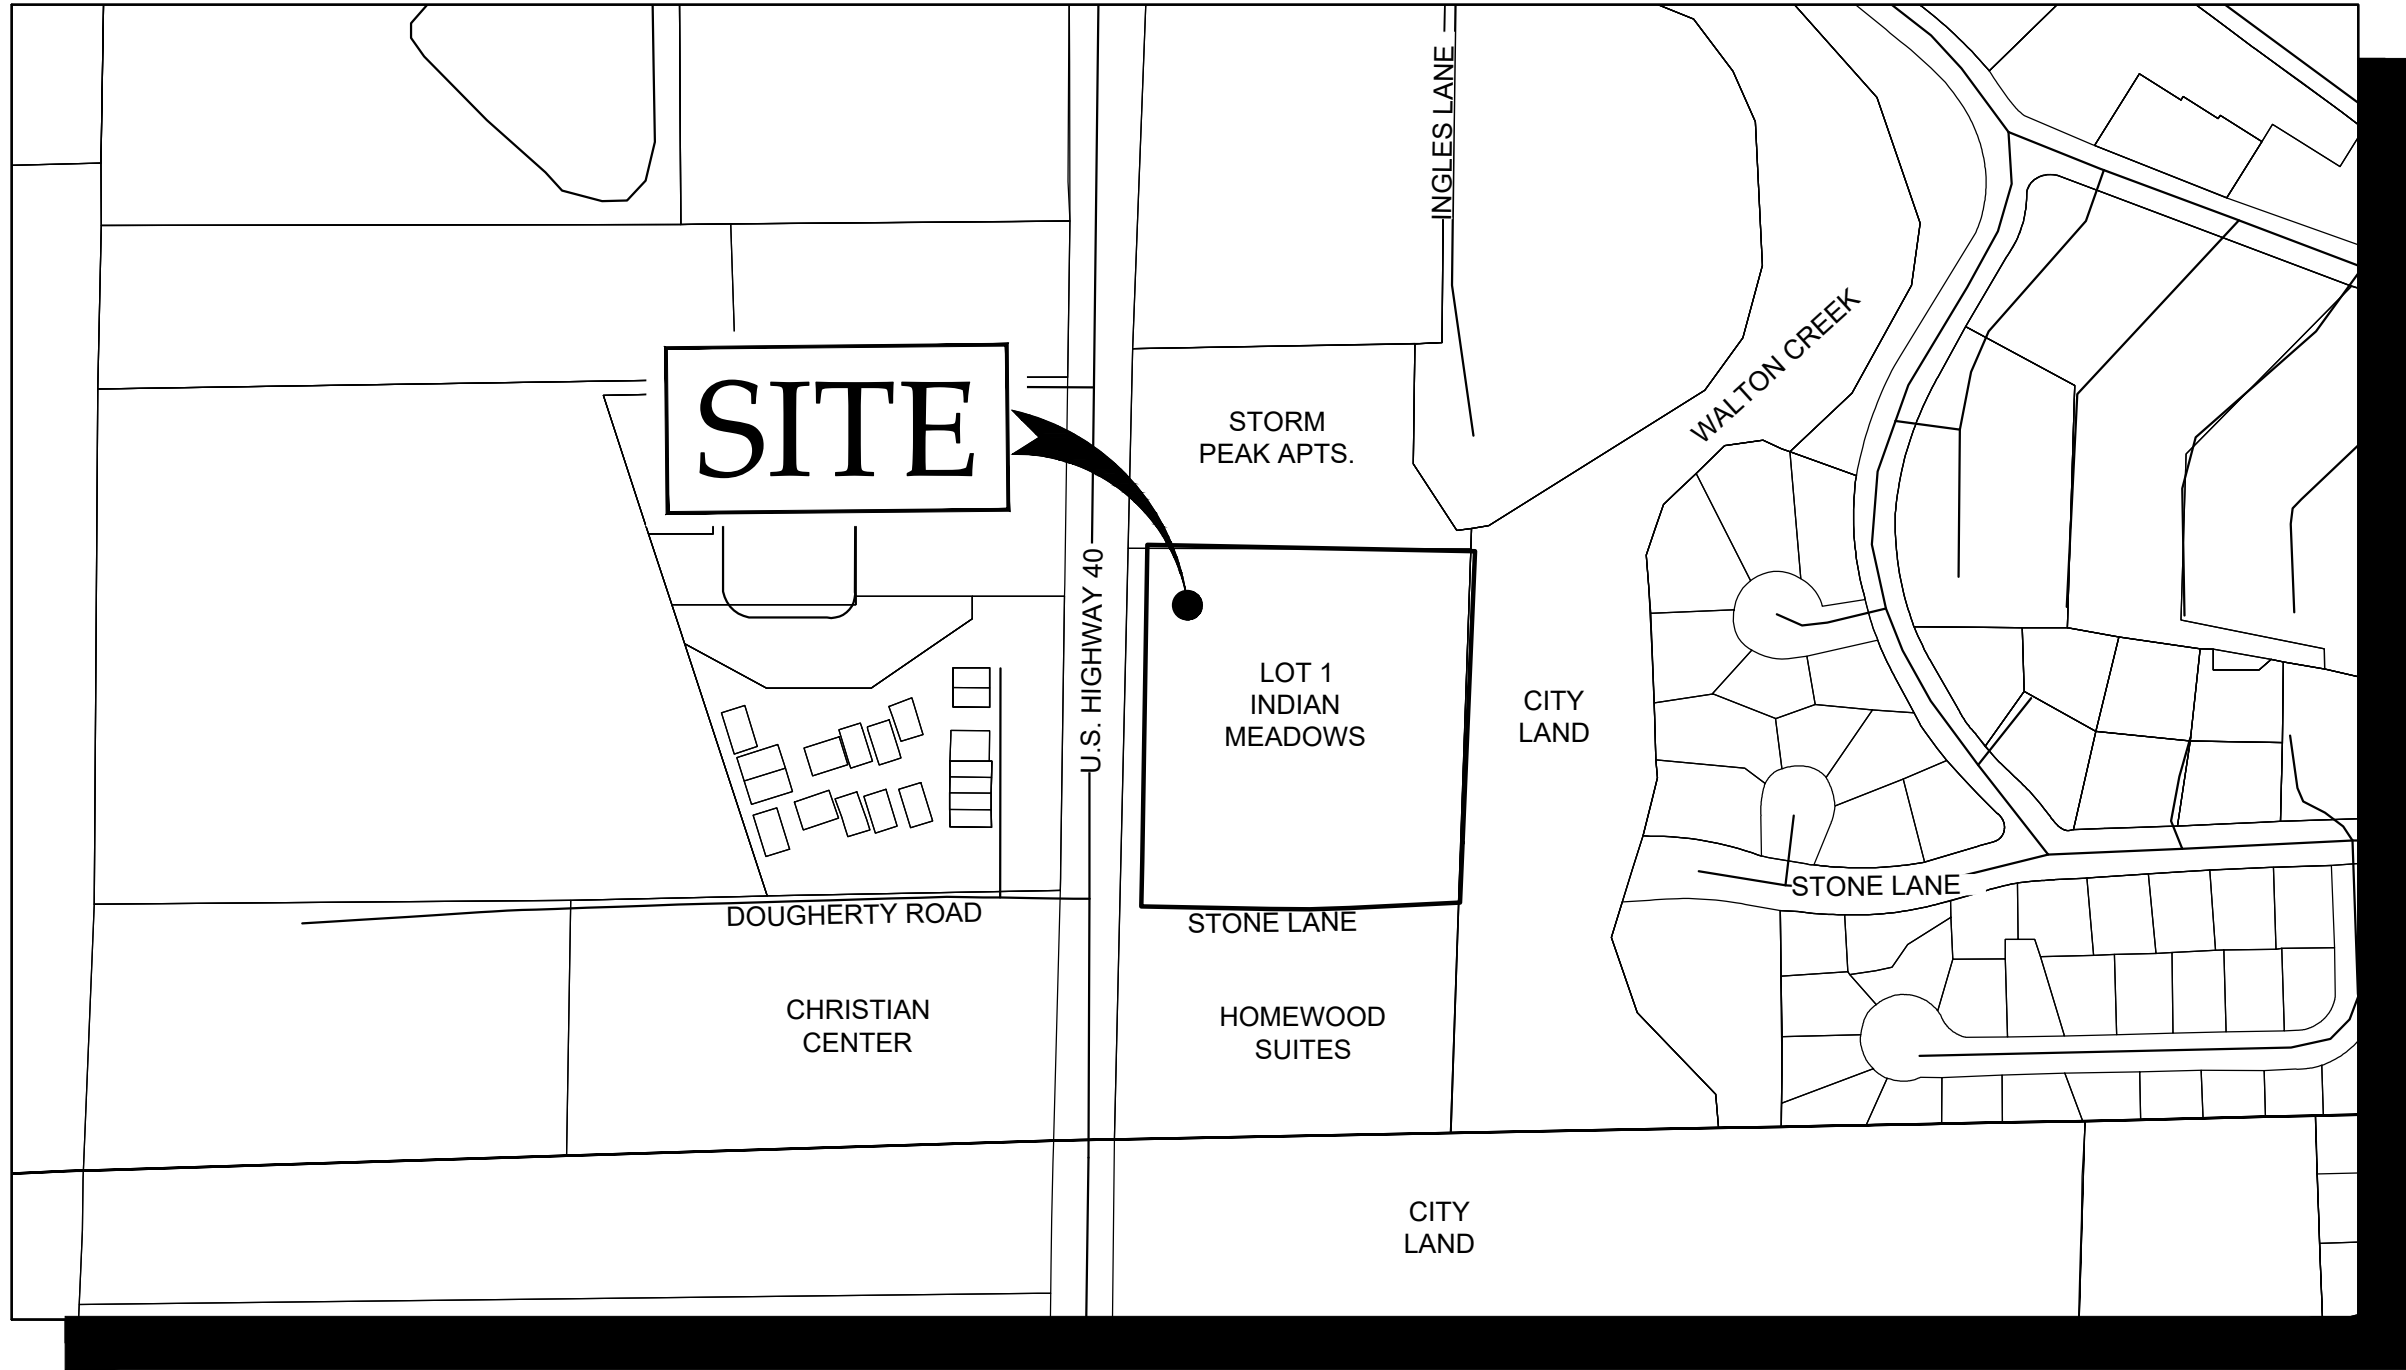 INGLES LANE
WALTON CREEK
SITE
STORM
PEAK APTS.
U.S. HIGHWAY 40
LOT 1
INDIAN
MEADOWS
CITY
LAND
STONE LANE
DOUGHERTY ROAD
STONE LANE
CHRISTIAN
CENTER
HOMEWOOD
SUITES
CITY
LAND